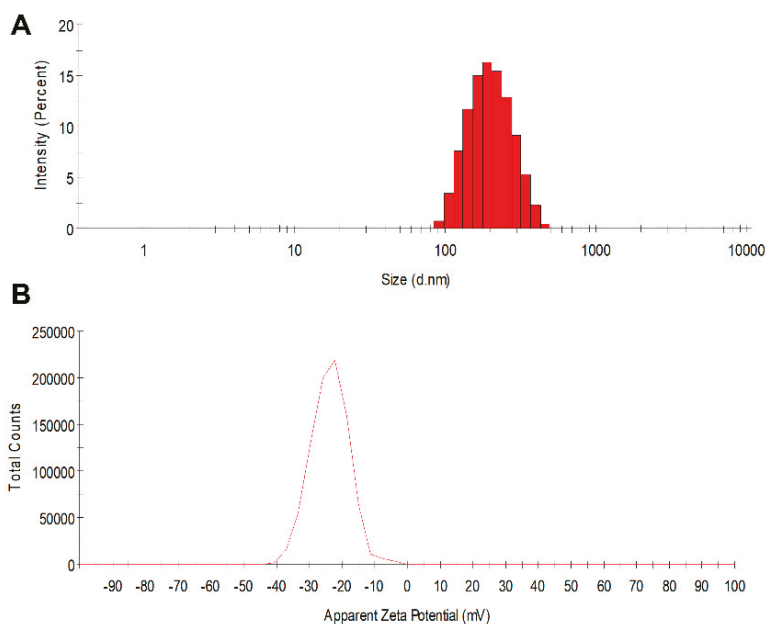 A
20
15
10
5
0
Intensity (Percent)
1 10 100 1000 10000
Size (d.nm)
B
250000
200000
150000
100000
50000
0
Total Counts
-90 -80 -70 -60 -50 -40 -30 -20 -10 0 10 20 30 40 50 60 70 80 90 100
Apparent Zeta Potential (mV)